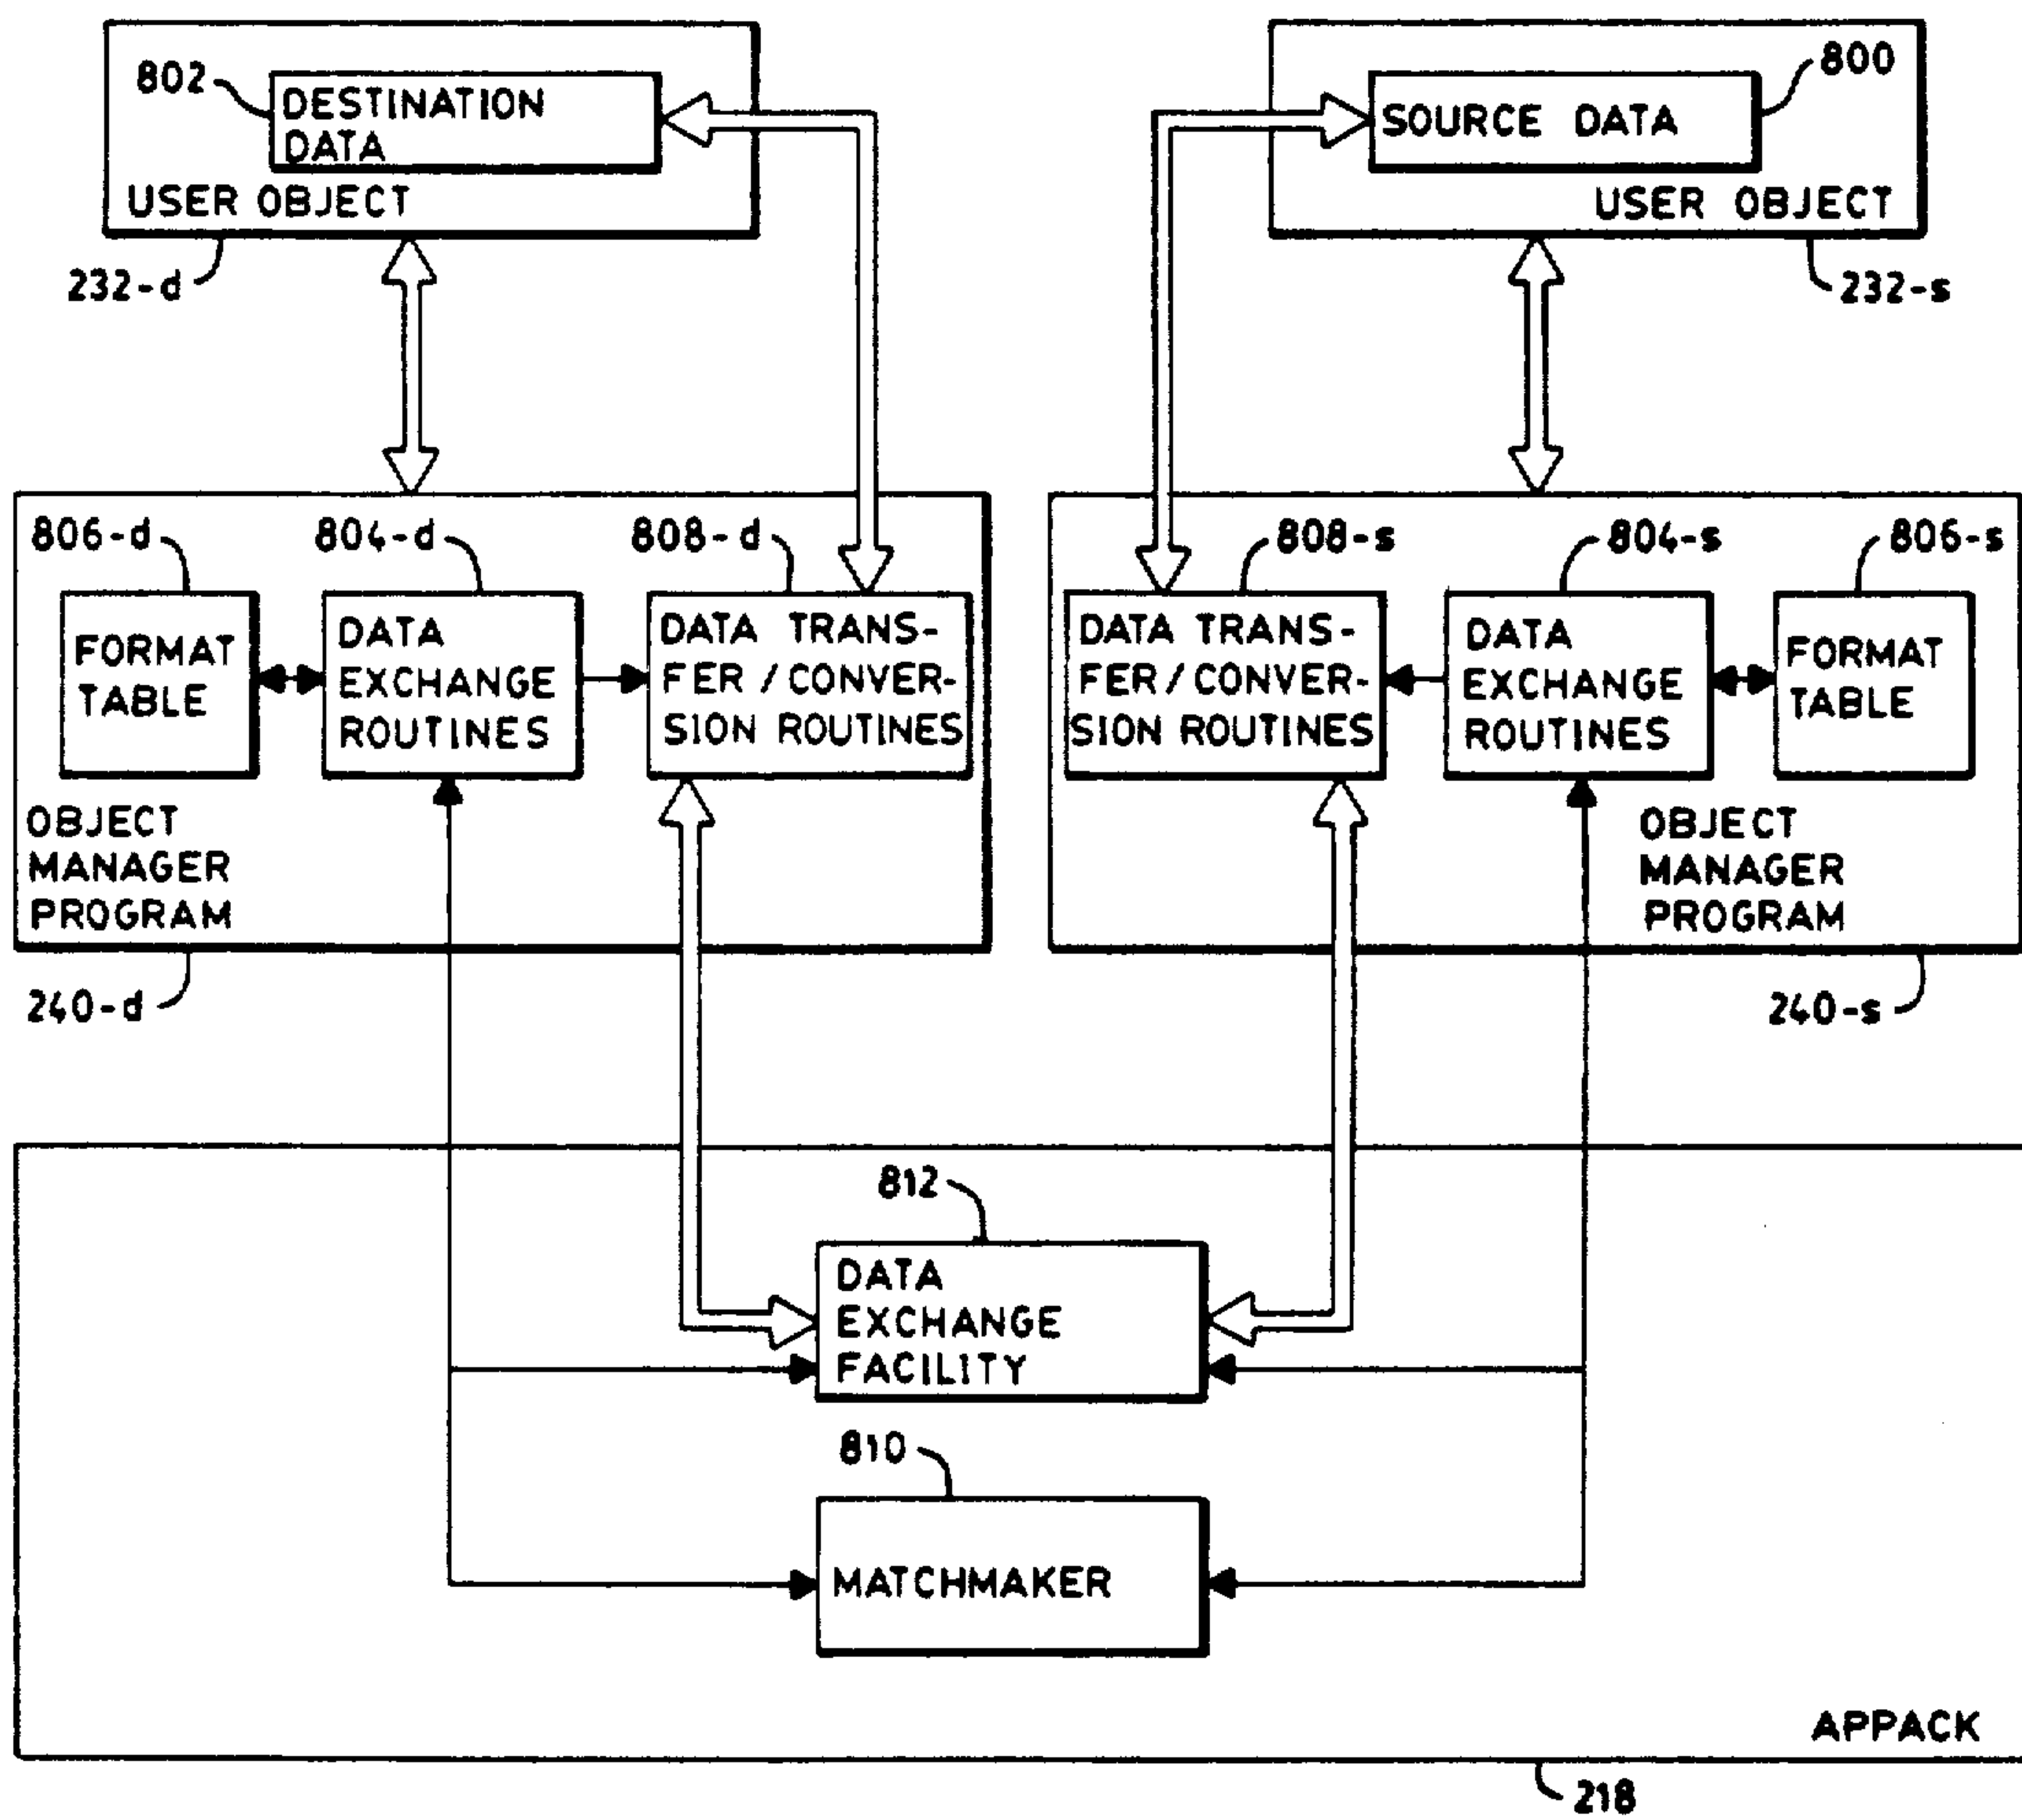 802
DESTINATION
DATA
USER OBJECT
232-d
800
SOURCE DATA
USER OBJECT
232-s
806-d
804-d
808-d
FORMAT
TABLE
DATA
EXCHANGE
ROUTINES
DATA TRANS-
FER / CONVER-
SION ROUTINES
OBJECT
MANAGER
PROGRAM
240-d
808-s
804-s
806-s
DATA TRANS-
FER / CONVER-
SION ROUTINES
DATA
EXCHANGE
ROUTINES
FORMAT
TABLE
OBJECT
MANAGER
PROGRAM
240-s
812
DATA
EXCHANGE
FACILITY
810
MATCHMAKER
APPACK
218